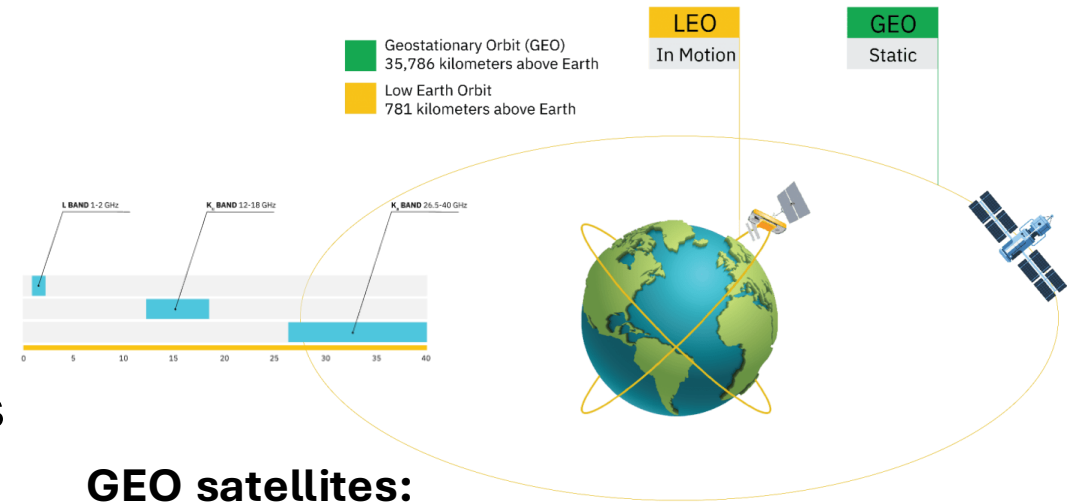 LEO
In Motion
GEO
Static
Geostationary Orbit (GEO)
35,786 kilometers above Earth
Low Earth Orbit
781 kilometers above Earth
L BAND 1-2 GHz
Ku BAND 12-18 GHz
Ka BAND 26.5-40 GHz
0 5 10 15 20 25 30 35 40
s
GEO satellites: